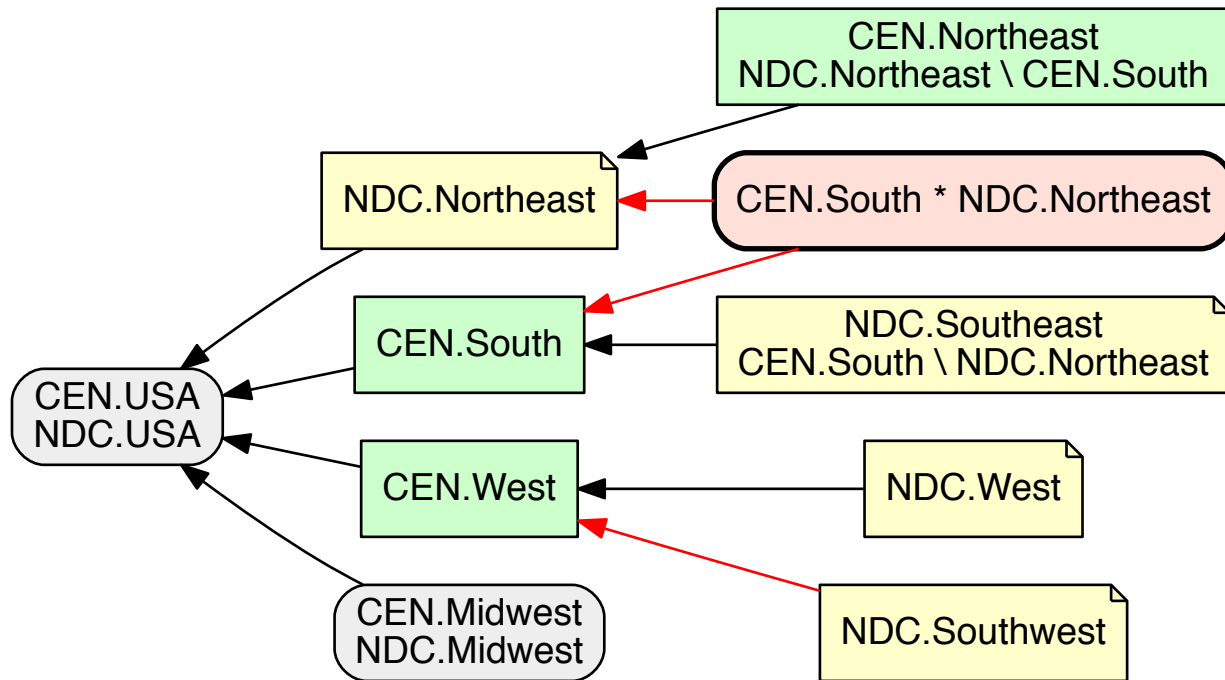 CEN.Northeast
NDC.Northeast \ CEN.South
NDC.Northeast
CEN.South * NDC.Northeast
CEN.South
NDC.Southeast
CEN.South \ NDC.Northeast
CEN.USA
NDC.USA
CEN.West
NDC.West
CEN.Midwest
NDC.Midwest
NDC.Southwest